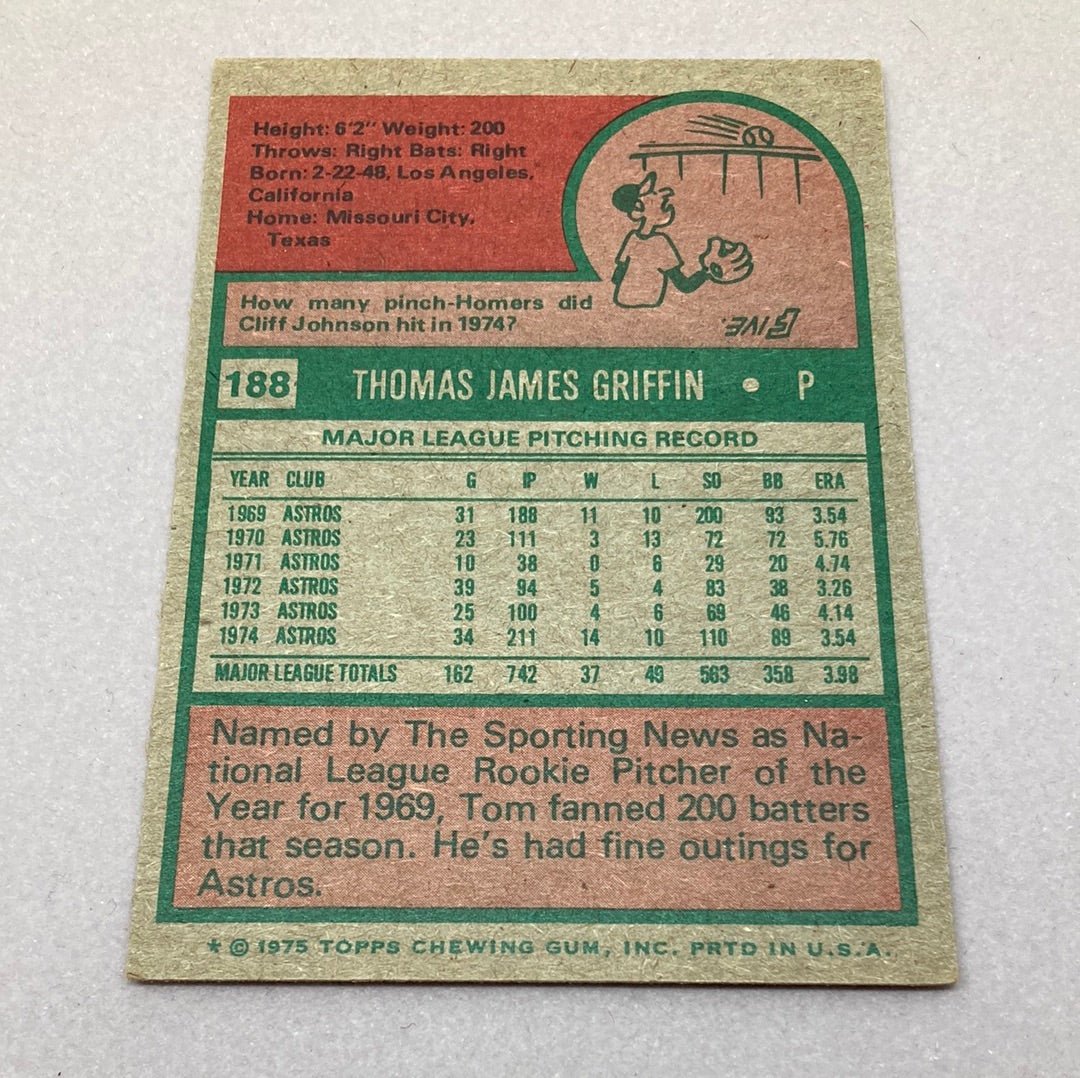 Height: 6'2" Weight: 200
Throws: Right Bats: Right
Born: 2-22-48, Los Angeles,
California
Home: Missouri City,
Texas
How many pinch-Homers did
Cliff Johnson hit in 1974?
FIVE.
188 THOMAS JAMES GRIFFIN • P
MAJOR LEAGUE PITCHING RECORD
YEAR CLUB G IP W L SO BB ERA
1969 ASTROS 31 188 11 10 200 93 3.54
1970 ASTROS 23 111 3 13 72 72 5.76
1971 ASTROS 10 38 0 6 29 20 4.74
1972 ASTROS 39 94 5 4 83 38 3.26
1973 ASTROS 25 100 4 6 69 46 4.14
1974 ASTROS 34 211 14 10 110 89 3.54
MAJOR LEAGUE TOTALS 162 742 37 49 563 358 3.98
Named by The Sporting News as Na-
tional League Rookie Pitcher of the
Year for 1969, Tom fanned 200 batters
that season. He's had fine outings for
Astros.
* © 1975 TOPPS CHEWING GUM, INC. PRTD IN U.S.A.